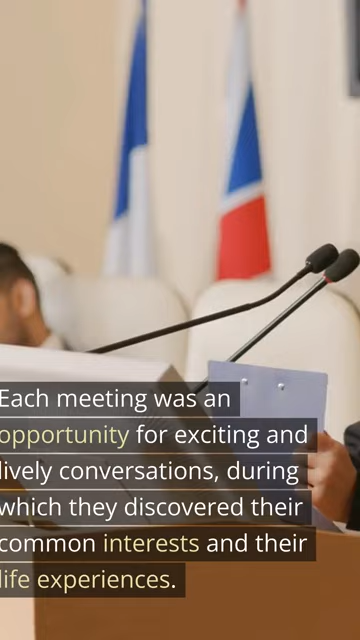 Each meeting was an
opportunity for exciting and
lively conversations, during
which they discovered their
common interests and their
life experiences.